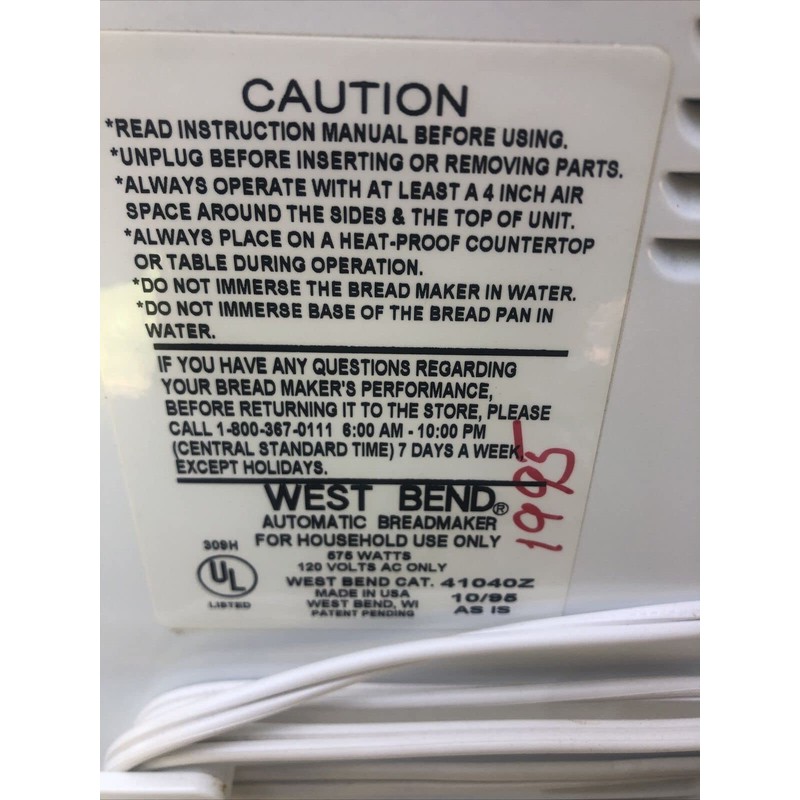 CAUTION
*READ INSTRUCTION MANUAL BEFORE USING.
*UNPLUG BEFORE INSERTING OR REMOVING PARTS.
*ALWAYS OPERATE WITH AT LEAST A 4 INCH AIR
SPACE AROUND THE SIDES & THE TOP OF UNIT.
*ALWAYS PLACE ON A HEAT-PROOF COUNTERTOP
OR TABLE DURING OPERATION.
*DO NOT IMMERSE THE BREAD MAKER IN WATER.
*DO NOT IMMERSE BASE OF THE BREAD PAN IN
WATER.
IF YOU HAVE ANY QUESTIONS REGARDING
YOUR BREAD MAKER'S PERFORMANCE,
BEFORE RETURNING IT TO THE STORE, PLEASE
CALL 1-800-367-0111 6:00 AM - 10:00 PM
(CENTRAL STANDARD TIME) 7 DAYS A WEEK,
EXCEPT HOLIDAYS.
1995
WEST BEND®
AUTOMATIC BREADMAKER
FOR HOUSEHOLD USE ONLY
309H
UL
LISTED
575 WATTS
120 VOLTS AC ONLY
WEST BEND CAT. 41040Z
MADE IN USA 10/95
WEST BEND, WI AS IS
PATENT PENDING